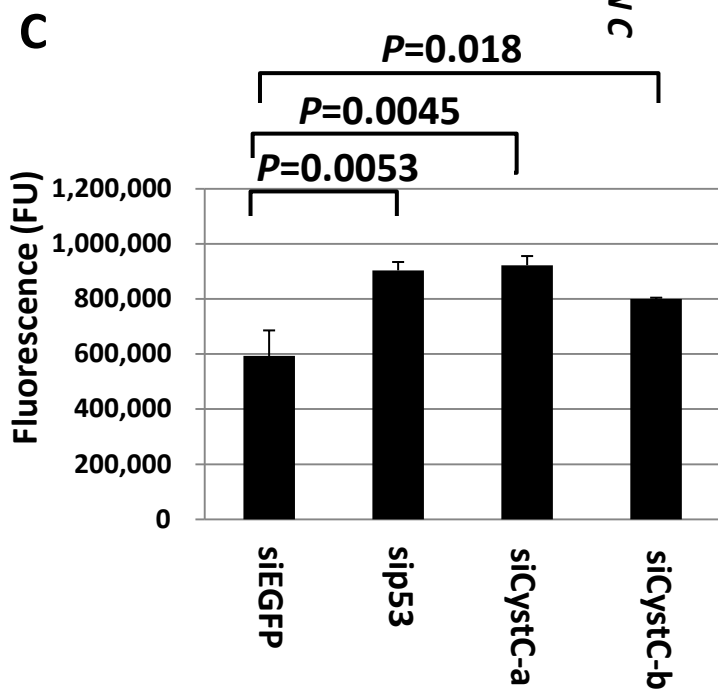 C
N C
P=0.018
P=0.0045
P=0.0053
Fluorescence (FU)
1,200,000
1,000,000
800,000
600,000
400,000
200,000
0
siEGFP
sip53
siCystC-a
siCystC-b